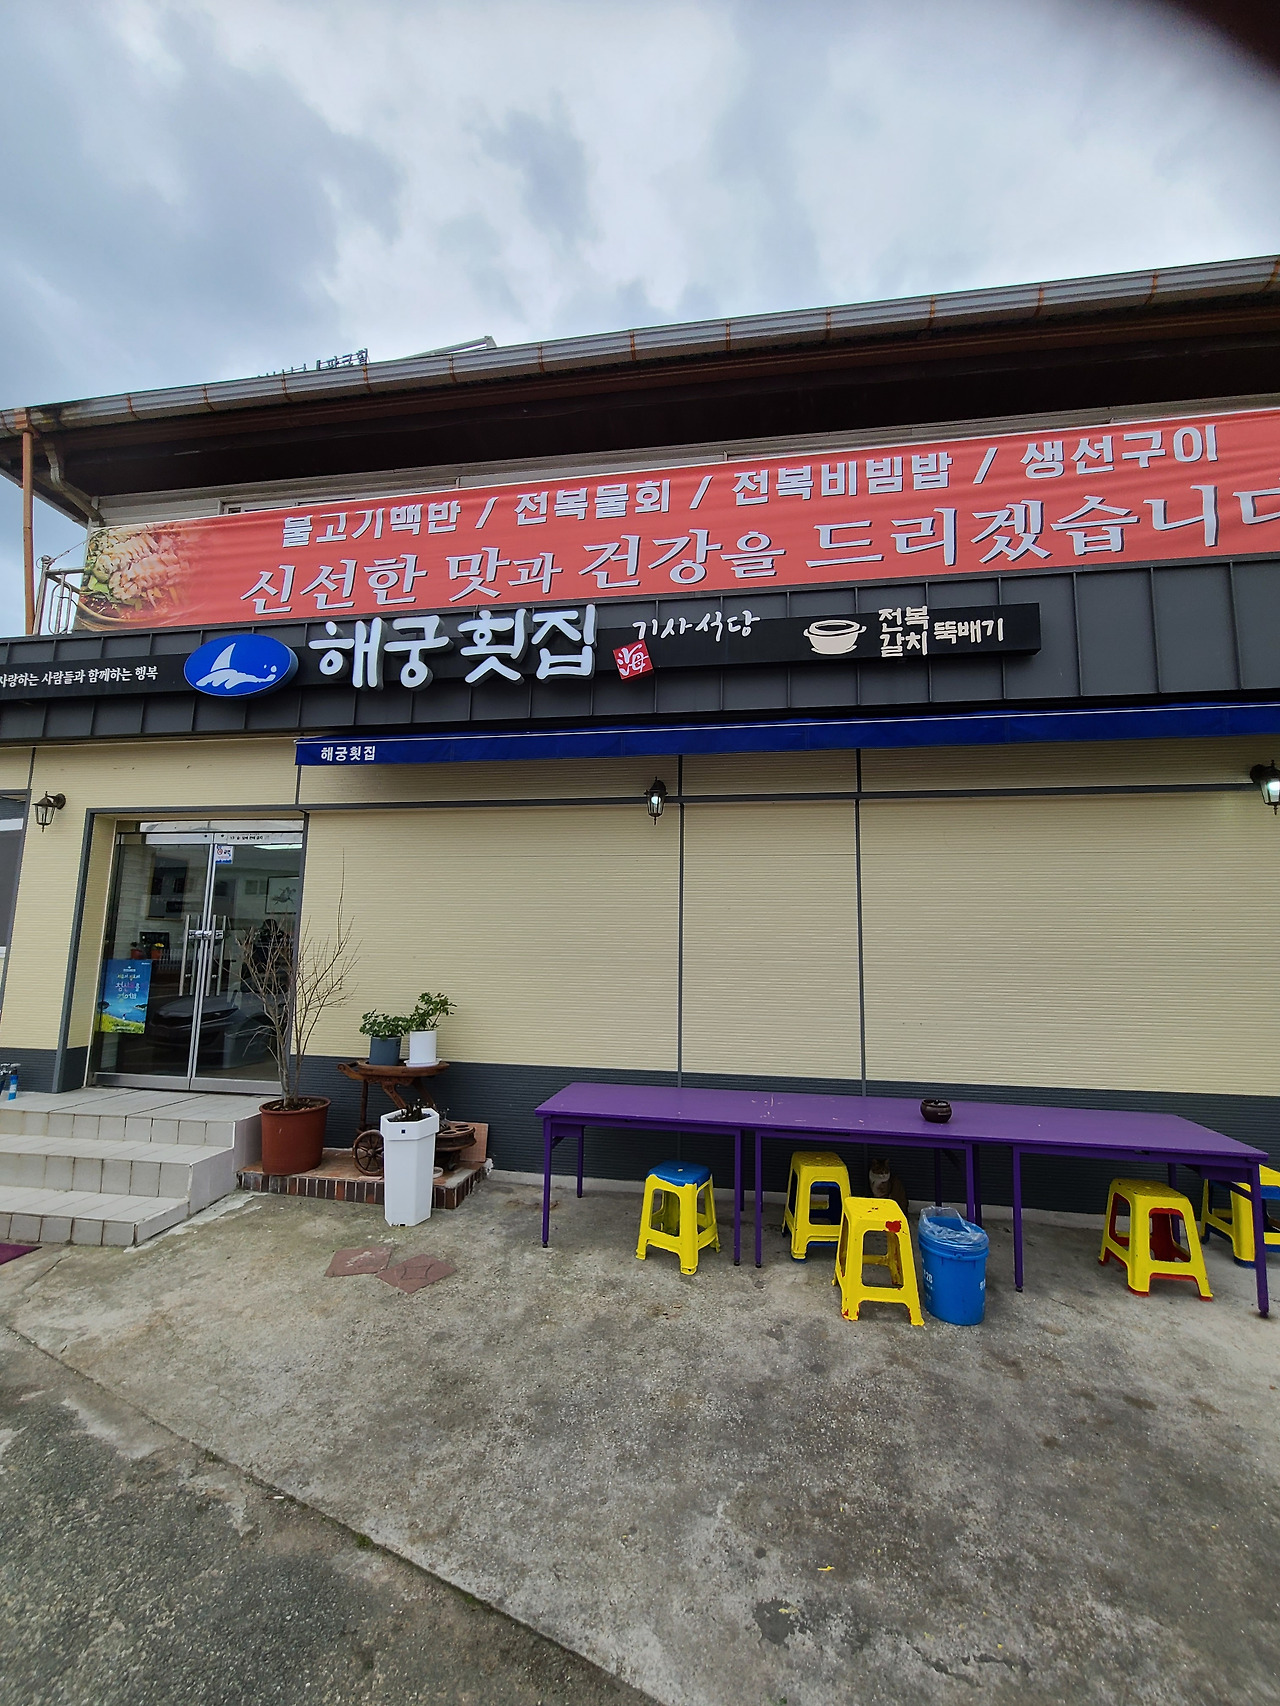 불고기백반 / 전복물회 / 전복비빔밥 / 생선구이
신선한 맛과 건강을 드리겠습니다
사랑하는 사람들과 함께하는 행복
해궁횟집
기사식당
전복
갈치
뚝배기
해궁횟집